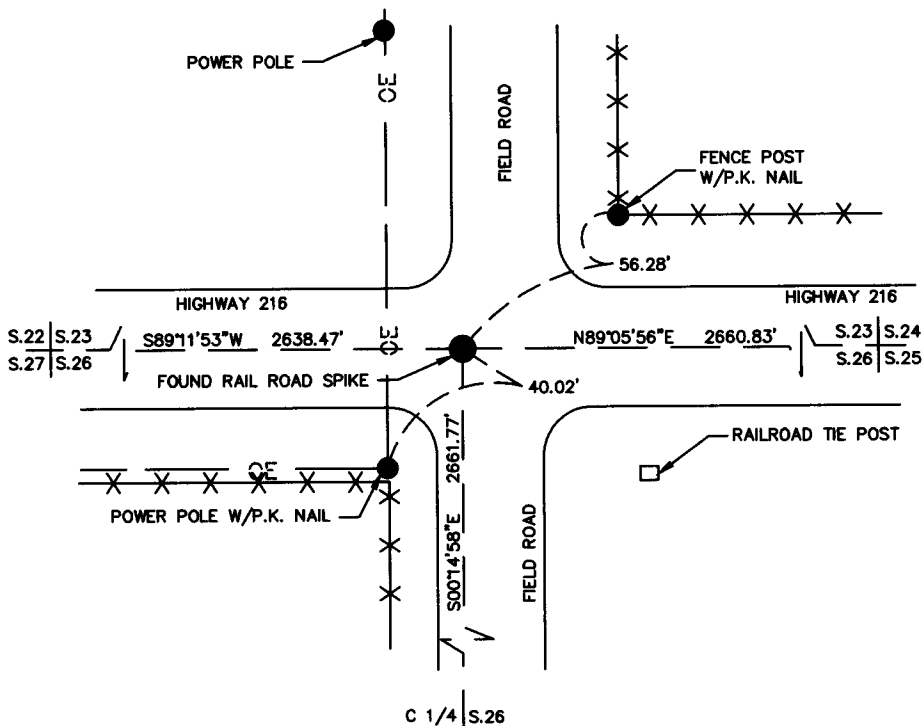 POWER POLE
OE
FIELD ROAD
FENCE POST
W/P.K. NAIL
56.28'
HIGHWAY 216
HIGHWAY 216
S.22 S.23
S.27 S.26
S89°11'53"W 2638.47'
OE
N89°05'56"E 2660.83'
S.23 S.24
S.26 S.25
FOUND RAIL ROAD SPIKE
40.02'
RAILROAD TIE POST
OE
POWER POLE W/P.K. NAIL
S00°14'58"E 2661.77'
FIELD ROAD
C 1/4 S.26